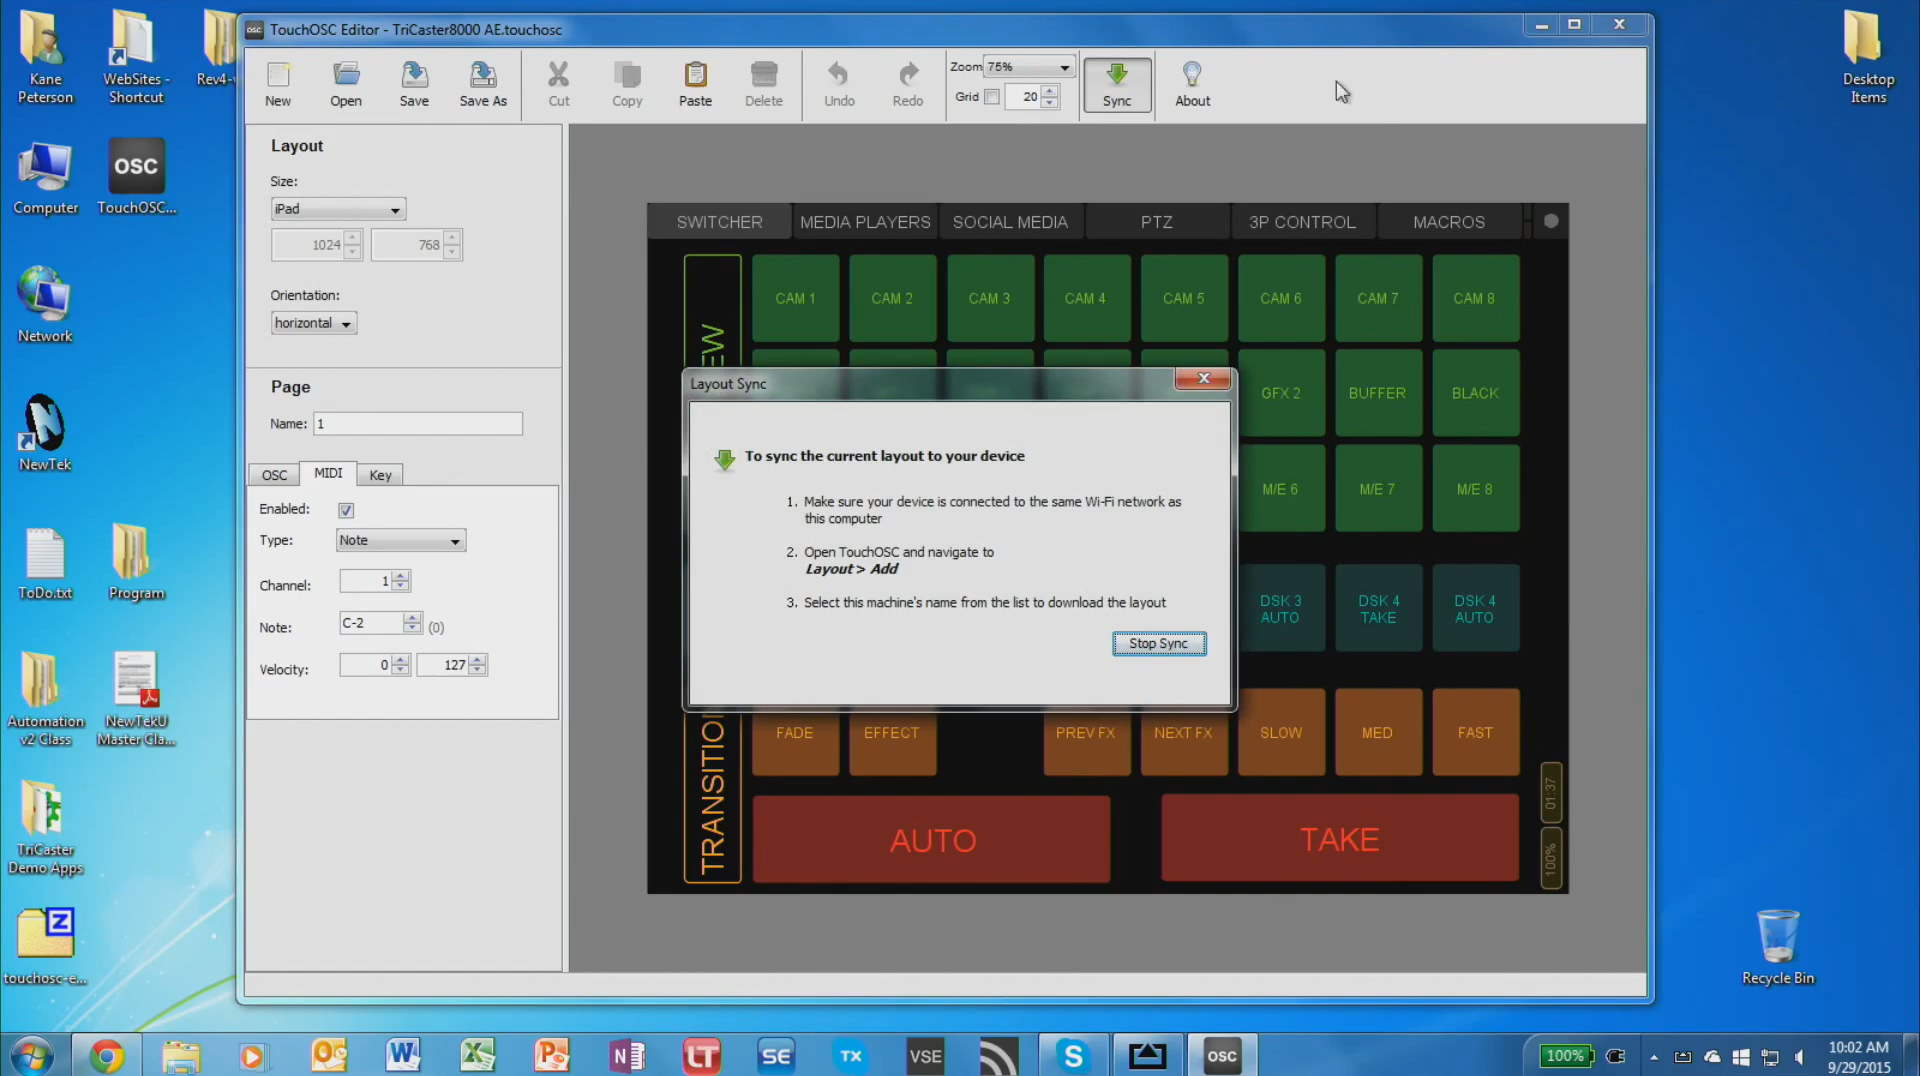 Kane Peterson
WebSites - Shortcut
Rev4-
Desktop Items
TouchOSC Editor - TriCaster8000 AE.touchosc
New
Open
Save
Save As
Cut
Copy
Paste
Delete
Undo
Redo
Zoom 75%
Grid 20
Sync
About
Computer
OSC
TouchOSC...
Network
NewTek
ToDo.txt
Program
Automation v2 Class
NewTekU Master Cla...
TriCaster Demo Apps
Z
touchosc-e...
Recycle Bin
Layout
Size:
iPad
1024 768
Orientation:
horizontal
Page
Name: 1
OSC MIDI Key
Enabled:
Type: Note
Channel: 1
Note: C-2 (0)
Velocity: 0 127
SWITCHER MEDIA PLAYERS SOCIAL MEDIA PTZ 3P CONTROL MACROS
CAM 1 CAM 2 CAM 3 CAM 4 CAM 5 CAM 6 CAM 7 CAM 8
GFX 2 BUFFER BLACK
M/E 6 M/E 7 M/E 8
DSK 3 AUTO
DSK 4 TAKE
DSK 4 AUTO
Layout Sync
To sync the current layout to your device
1. Make sure your device is connected to the same Wi-Fi network as
this computer
2. Open TouchOSC and navigate to
Layout > Add
3. Select this machine's name from the list to download the layout
Stop Sync
TRANSITION
FADE EFFECT PREV FX NEXT FX SLOW MED FAST
AUTO
TAKE
01:37
100%
LT
SE
TX
VSE
OSC
100%
10:02 AM
9/29/2015